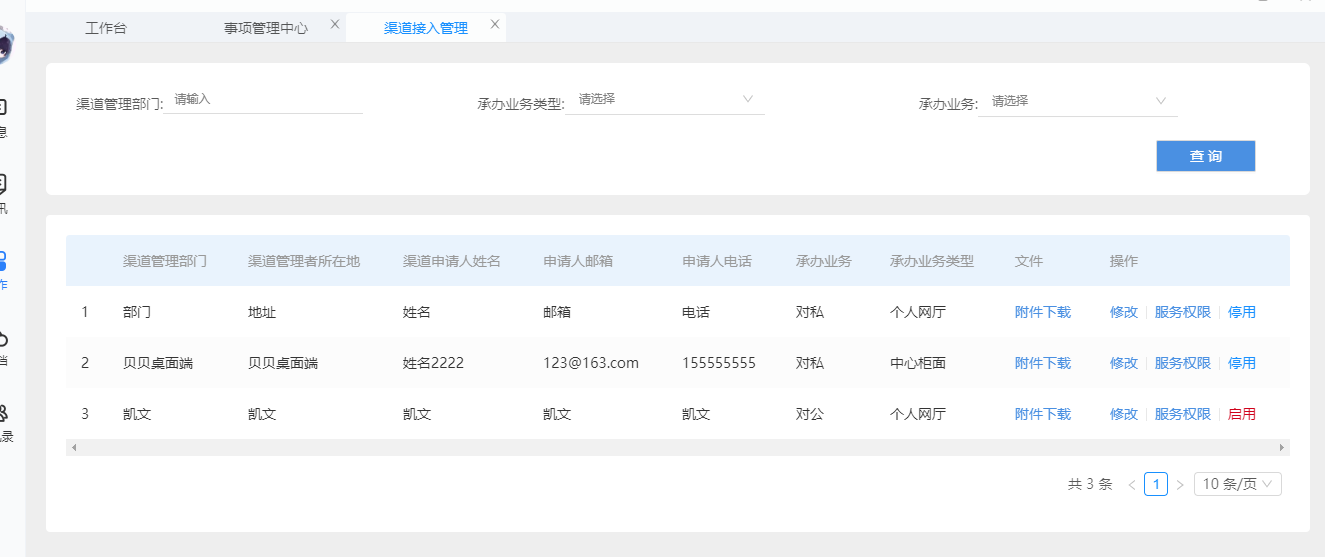 工作台 事项管理中心 渠道接入管理
渠道管理部门: 请输入 承办业务类型: 请选择 承办业务: 请选择
查询
渠道管理部门 渠道管理者所在地 渠道申请人姓名 申请人邮箱 申请人电话 承办业务 承办业务类型 文件 操作
1 部门 地址 姓名 邮箱 电话 对私 个人网厅 附件下载 修改 服务权限 停用
2 贝贝桌面端 贝贝桌面端 姓名2222 123@163.com 155555555 对私 中心柜面 附件下载 修改 服务权限 停用
3 凯文 凯文 凯文 凯文 凯文 对公 个人网厅 附件下载 修改 服务权限 启用
共 3 条 1 10 条/页